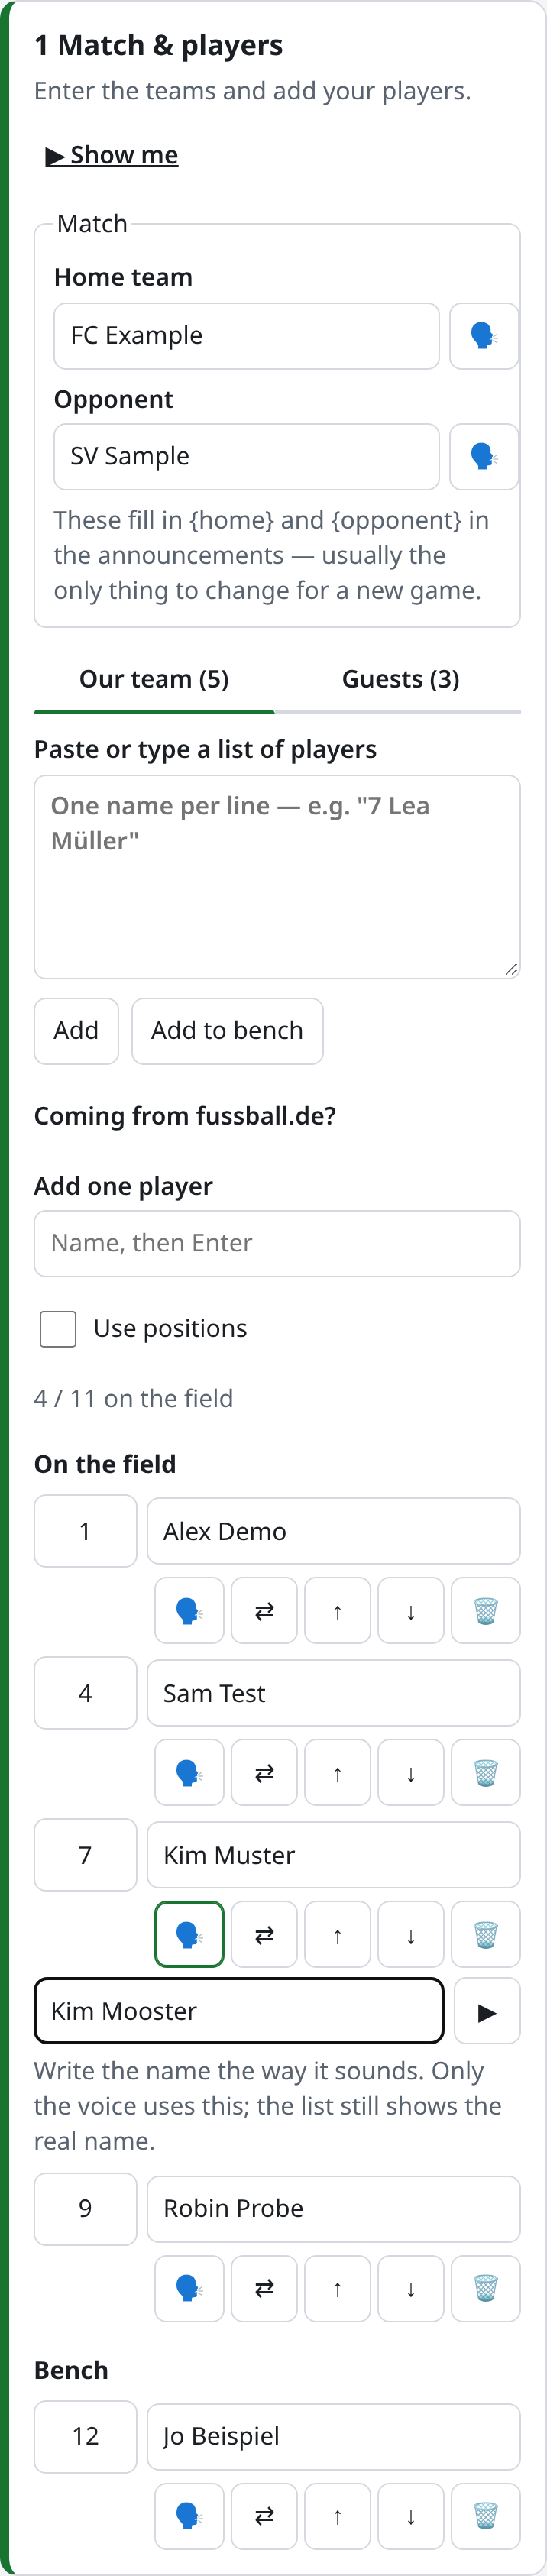 1 Match & players
Enter the teams and add your players.
▶ Show me
Match
Home team
FC Example
Opponent
SV Sample
These fill in {home} and {opponent} in
the announcements — usually the
only thing to change for a new game.
Our team (5) Guests (3)
Paste or type a list of players
One name per line — e.g. "7 Lea
Müller"
Add Add to bench
Coming from fussball.de?
Add one player
Name, then Enter
Use positions
4 / 11 on the field
On the field
1 Alex Demo
⇄ ↑ ↓
4 Sam Test
⇄ ↑ ↓
7 Kim Muster
⇄ ↑ ↓
Kim Mooster ▶
Write the name the way it sounds. Only
the voice uses this; the list still shows the
real name.
9 Robin Probe
⇄ ↑ ↓
Bench
12 Jo Beispiel
⇄ ↑ ↓